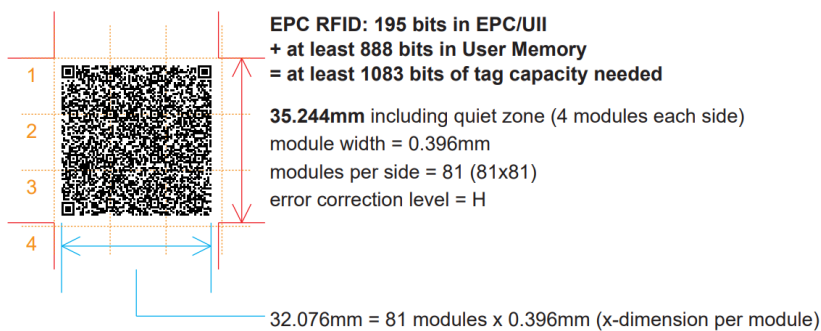 EPC RFID: 195 bits in EPC/UII
+ at least 888 bits in User Memory
= at least 1083 bits of tag capacity needed
1
35.244mm including quiet zone (4 modules each side)
2
module width = 0.396mm
modules per side = 81 (81x81)
3
error correction level = H
4
32.076mm = 81 modules x 0.396mm (x-dimension per module)